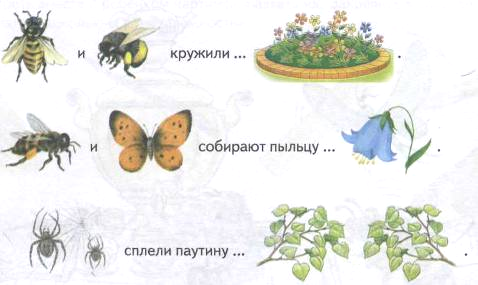 и кружили ... .
и собирают пыльцу ... .
сплели паутину ... .